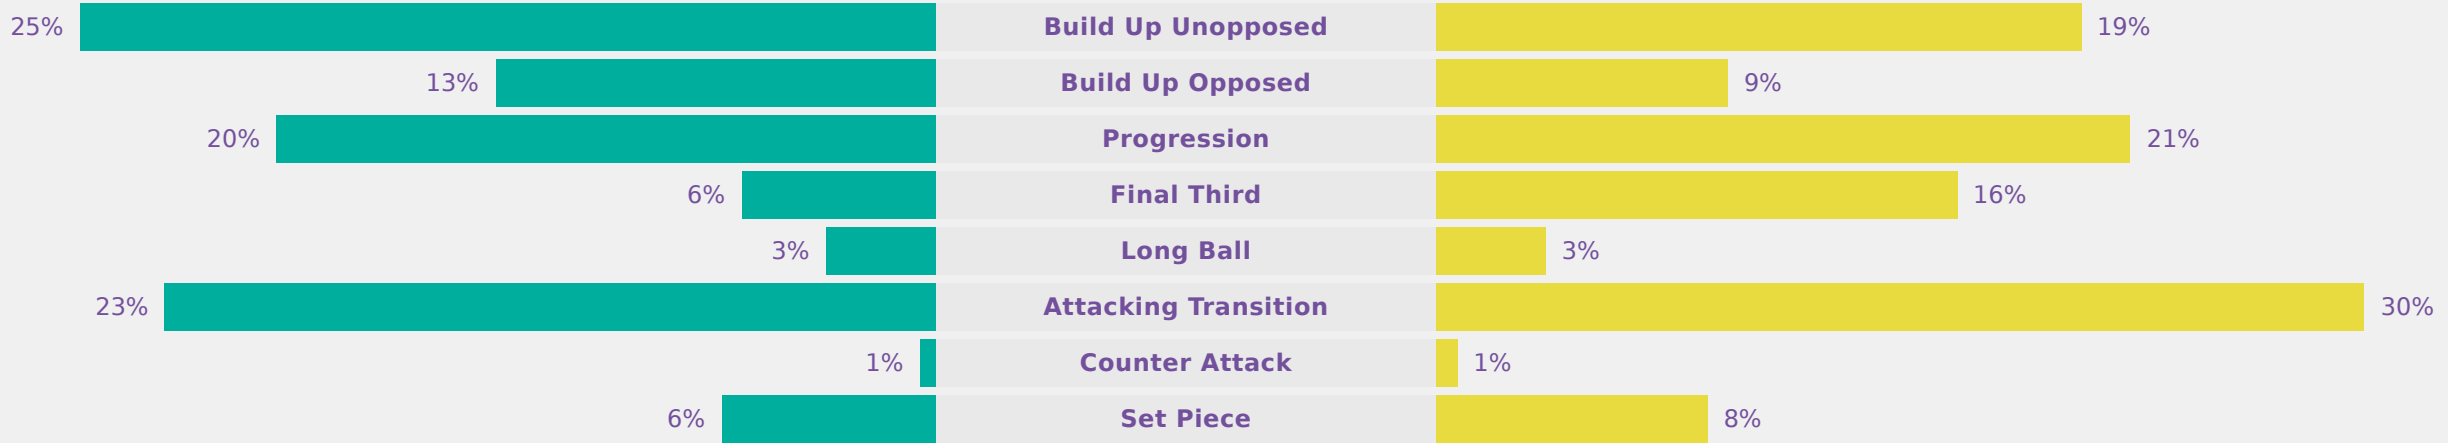 25% Build Up Unopposed 19%
13% Build Up Opposed 9%
20% Progression 21%
6% Final Third 16%
3% Long Ball 3%
23% Attacking Transition 30%
1% Counter Attack 1%
6% Set Piece 8%